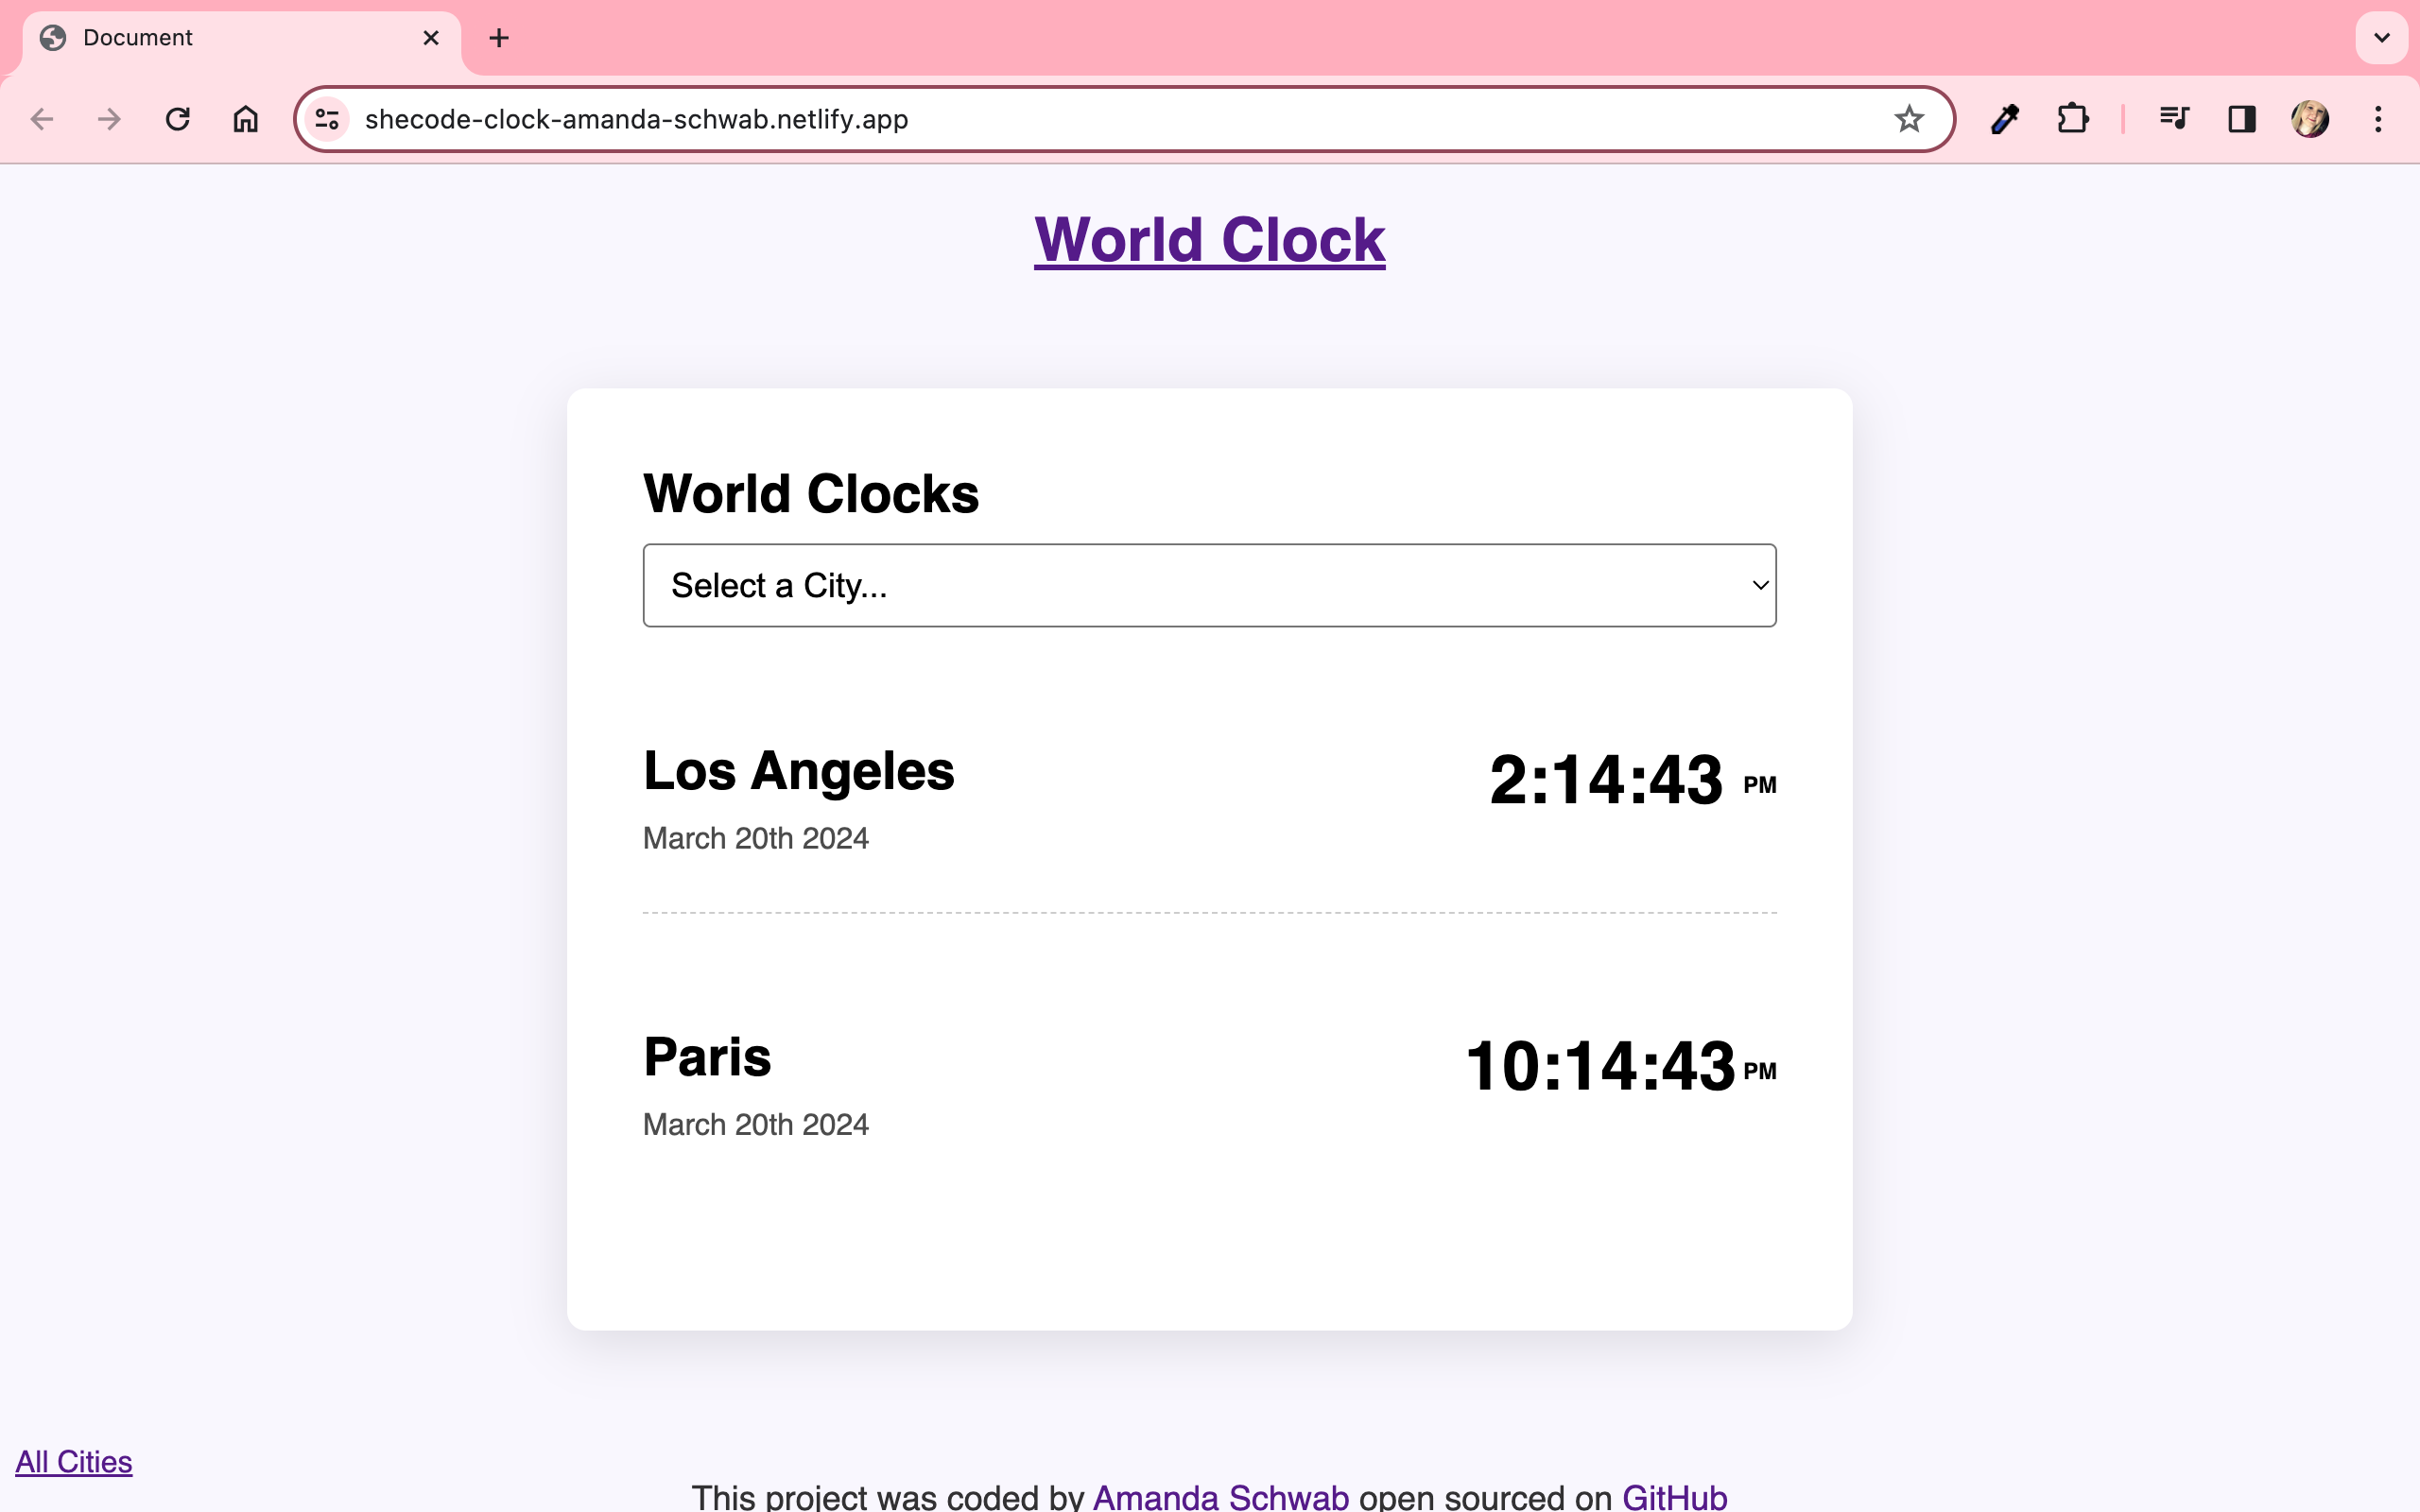 Document
shecode-clock-amanda-schwab.netlify.app
World Clock
World Clocks
Select a City...
Los Angeles
2:14:43 PM
March 20th 2024
Paris
10:14:43 PM
March 20th 2024
All Cities
This project was coded by Amanda Schwab open sourced on GitHub